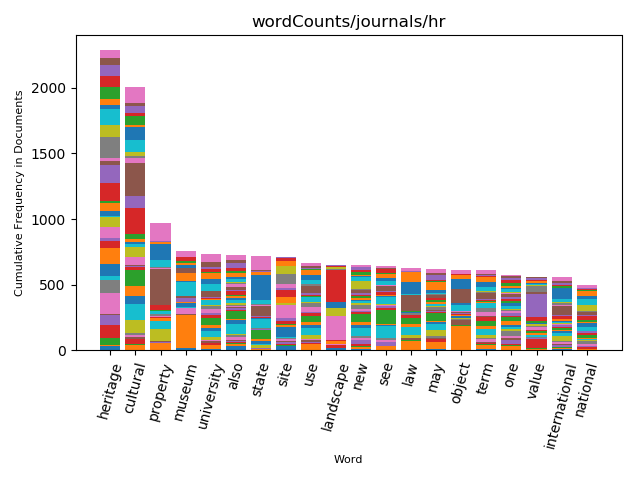 wordCounts/journals/hr
Cumulative Frequency in Documents
2000
1500
1000
500
0
heritage
cultural
property
museum
university
also
state
site
use
landscape
new
see
law
may
object
term
one
value
international
national
Word